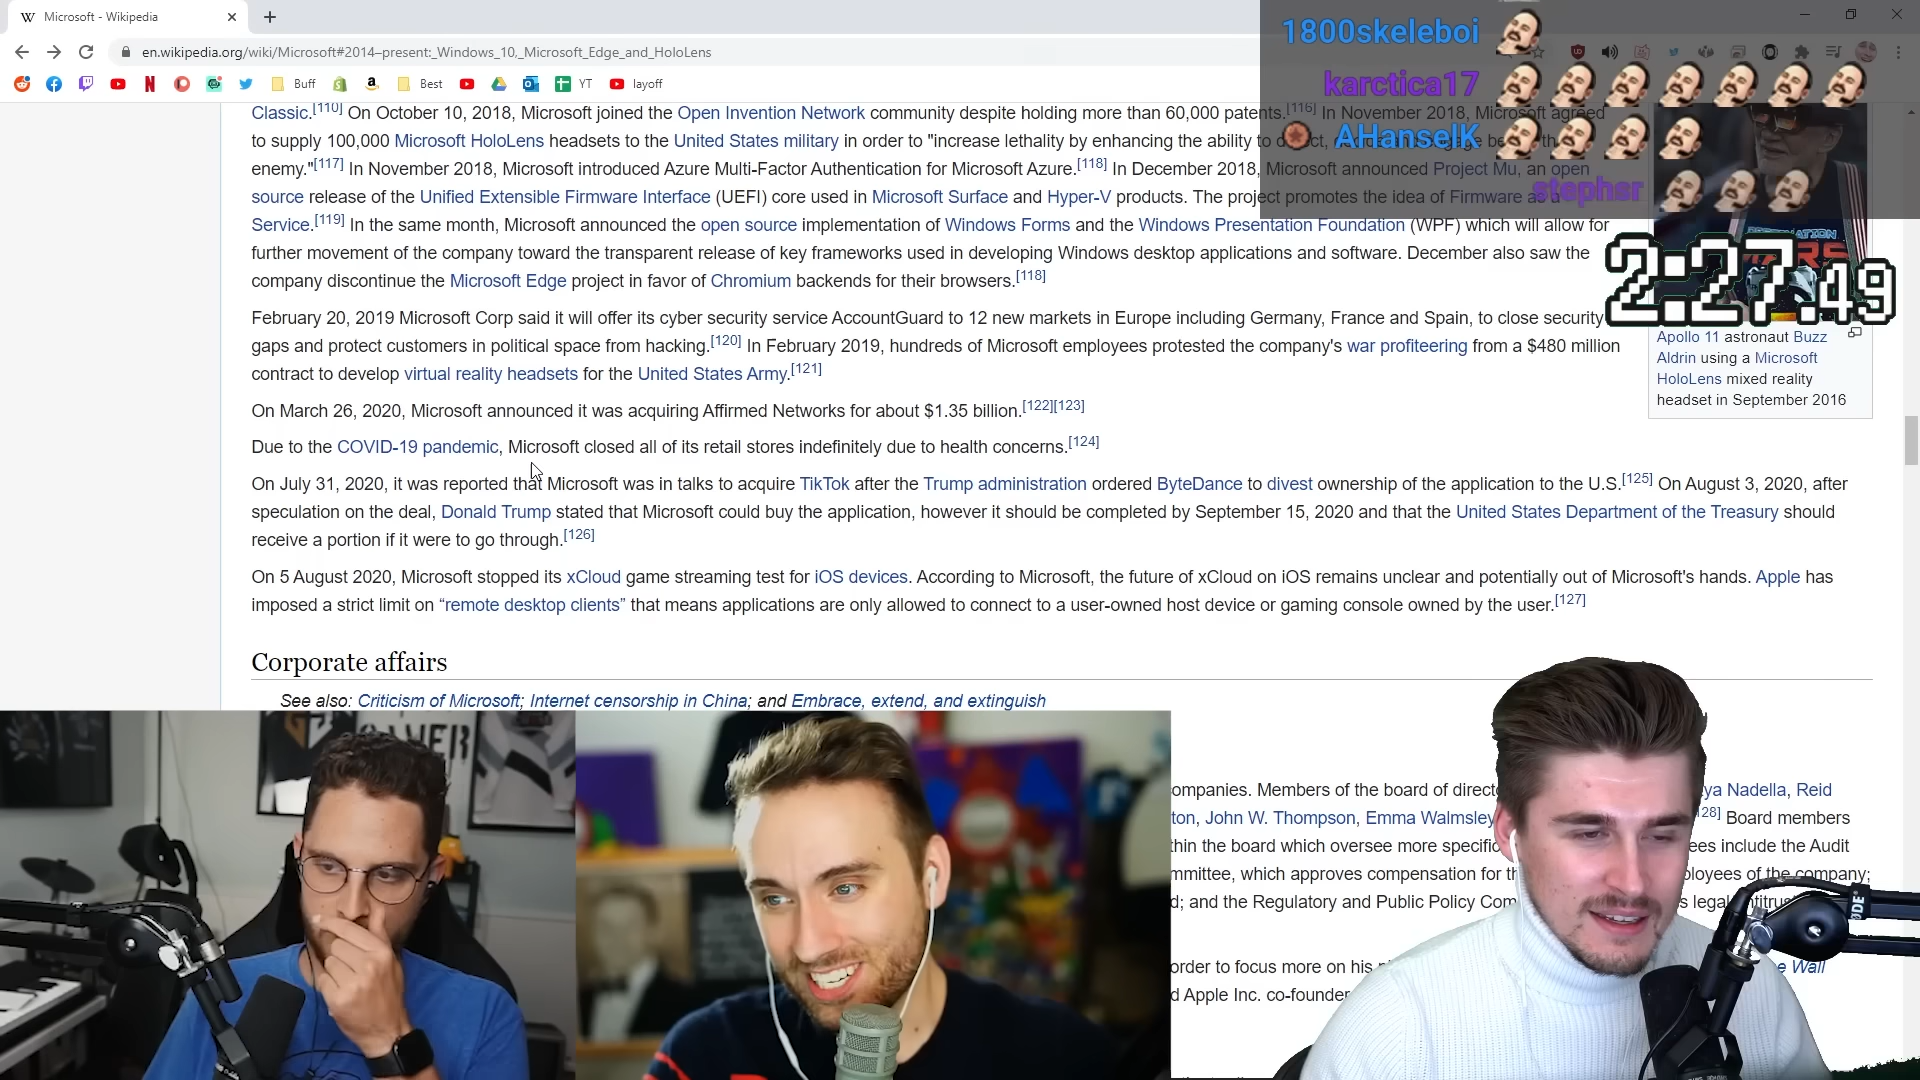 Microsoft - Wikipedia
en.wikipedia.org/wiki/Microsoft#2014–present:_Windows_10,_Microsoft_Edge_and_HoloLens
Buff
Best
YT
layoff
1800skeleboi
karctica17
AHanselK
stephsr
2:27.49
Classic.[110] On October 10, 2018, Microsoft joined the Open Invention Network community despite holding more than 60,000 patents.[116] In November 2018, Microsoft agreed
to supply 100,000 Microsoft HoloLens headsets to the United States military in order to "increase lethality by enhancing the ability to
enemy."[117] In November 2018, Microsoft introduced Azure Multi-Factor Authentication for Microsoft Azure.[118] In December 2018, Microsoft announced Project Mu, an open
source release of the Unified Extensible Firmware Interface (UEFI) core used in Microsoft Surface and Hyper-V products. The project promotes the idea of Firmware as a
Service.[119] In the same month, Microsoft announced the open source implementation of Windows Forms and the Windows Presentation Foundation (WPF) which will allow for
further movement of the company toward the transparent release of key frameworks used in developing Windows desktop applications and software. December also saw the
company discontinue the Microsoft Edge project in favor of Chromium backends for their browsers.[118]
February 20, 2019 Microsoft Corp said it will offer its cyber security service AccountGuard to 12 new markets in Europe including Germany, France and Spain, to close security
gaps and protect customers in political space from hacking.[120] In February 2019, hundreds of Microsoft employees protested the company's war profiteering from a $480 million
contract to develop virtual reality headsets for the United States Army.[121]
Apollo 11 astronaut Buzz
Aldrin using a Microsoft
HoloLens mixed reality
headset in September 2016
On March 26, 2020, Microsoft announced it was acquiring Affirmed Networks for about $1.35 billion.[122][123]
Due to the COVID-19 pandemic, Microsoft closed all of its retail stores indefinitely due to health concerns.[124]
On July 31, 2020, it was reported that Microsoft was in talks to acquire TikTok after the Trump administration ordered ByteDance to divest ownership of the application to the U.S.[125] On August 3, 2020, after
speculation on the deal, Donald Trump stated that Microsoft could buy the application, however it should be completed by September 15, 2020 and that the United States Department of the Treasury should
receive a portion if it were to go through.[126]
On 5 August 2020, Microsoft stopped its xCloud game streaming test for iOS devices. According to Microsoft, the future of xCloud on iOS remains unclear and potentially out of Microsoft's hands. Apple has
imposed a strict limit on “remote desktop clients” that means applications are only allowed to connect to a user-owned host device or gaming console owned by the user.[127]
Corporate affairs
See also: Criticism of Microsoft; Internet censorship in China; and Embrace, extend, and extinguish
ompanies. Members of the board of direct ya Nadella, Reid
ton, John W. Thompson, Emma Walmsley 128] Board members
thin the board which oversee more specific ees include the Audit
mmittee, which approves compensation for th loyees of the company;
d; and the Regulatory and Public Policy Com s legal
order to focus more on his e Wall
d Apple Inc. co-founder